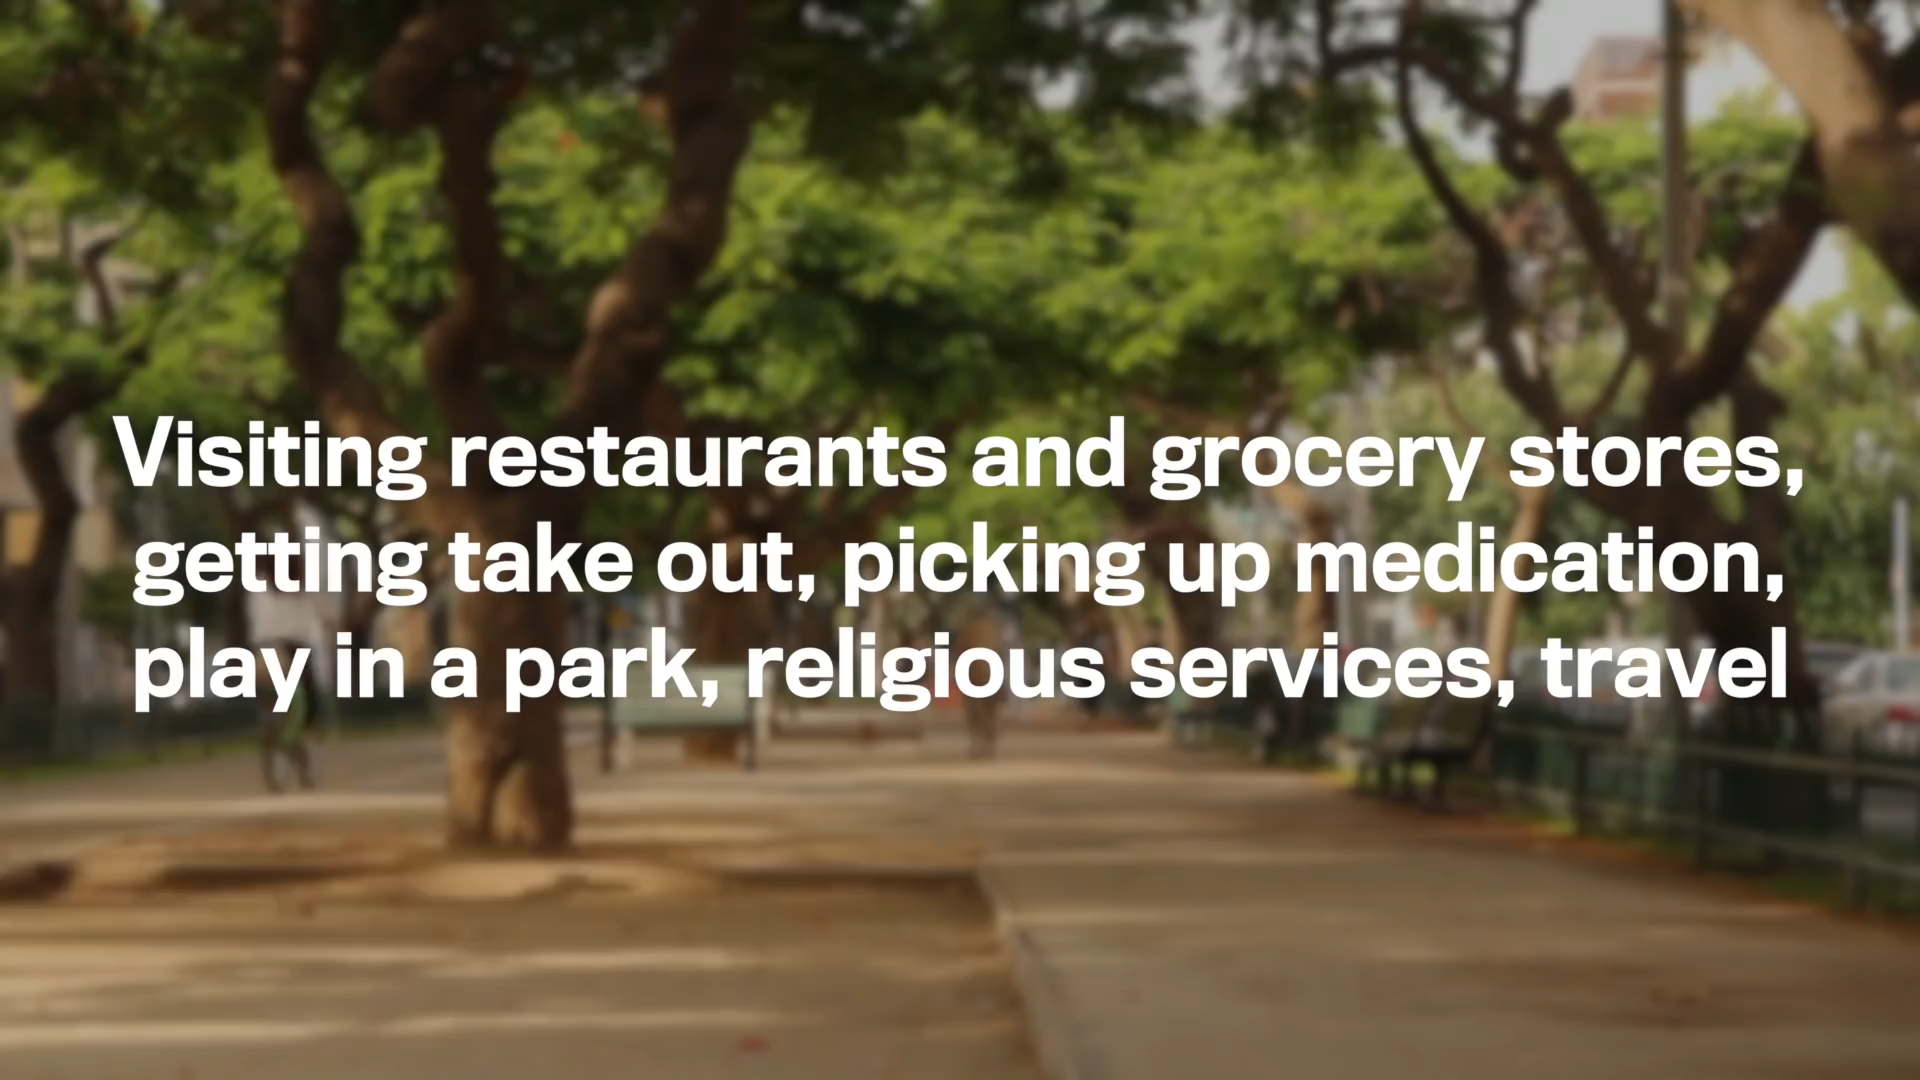 Visiting restaurants and grocery stores,
getting take out, picking up medication,
play in a park, religious services, travel